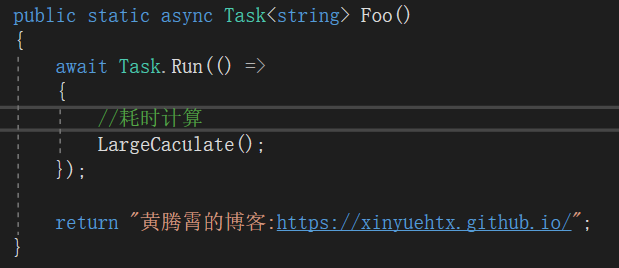 public static async Task<string> Foo()
{
await Task.Run(() =>
{
//耗时计算
LargeCaculate();
});
return "黄腾霄的博客:https://xinyuehtx.github.io/";
}